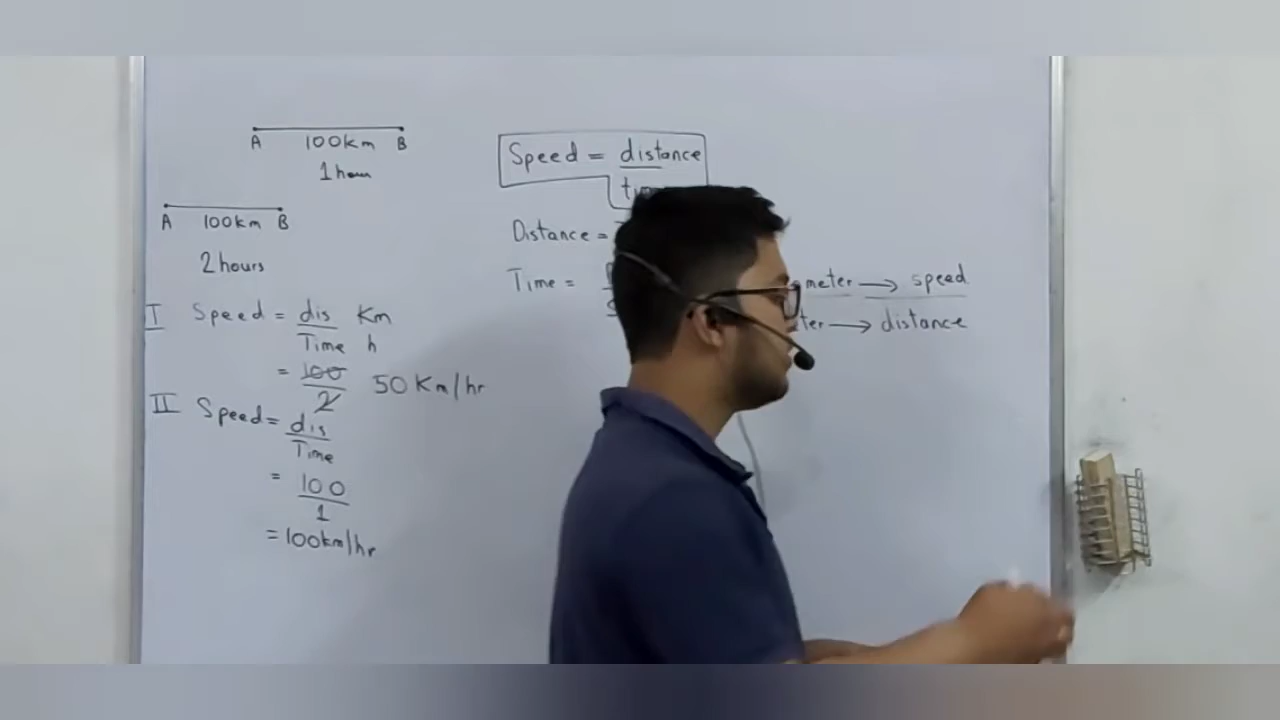 A 100km B
1 hour
A 100km B
2 hours
I Speed = dis Km
Time h
= 100
2 50 Km/hr
II Speed = dis
Time
= 100
1
= 100km/hr
Speed = distance
Distance =
Time =
meter → speed
ter → distance